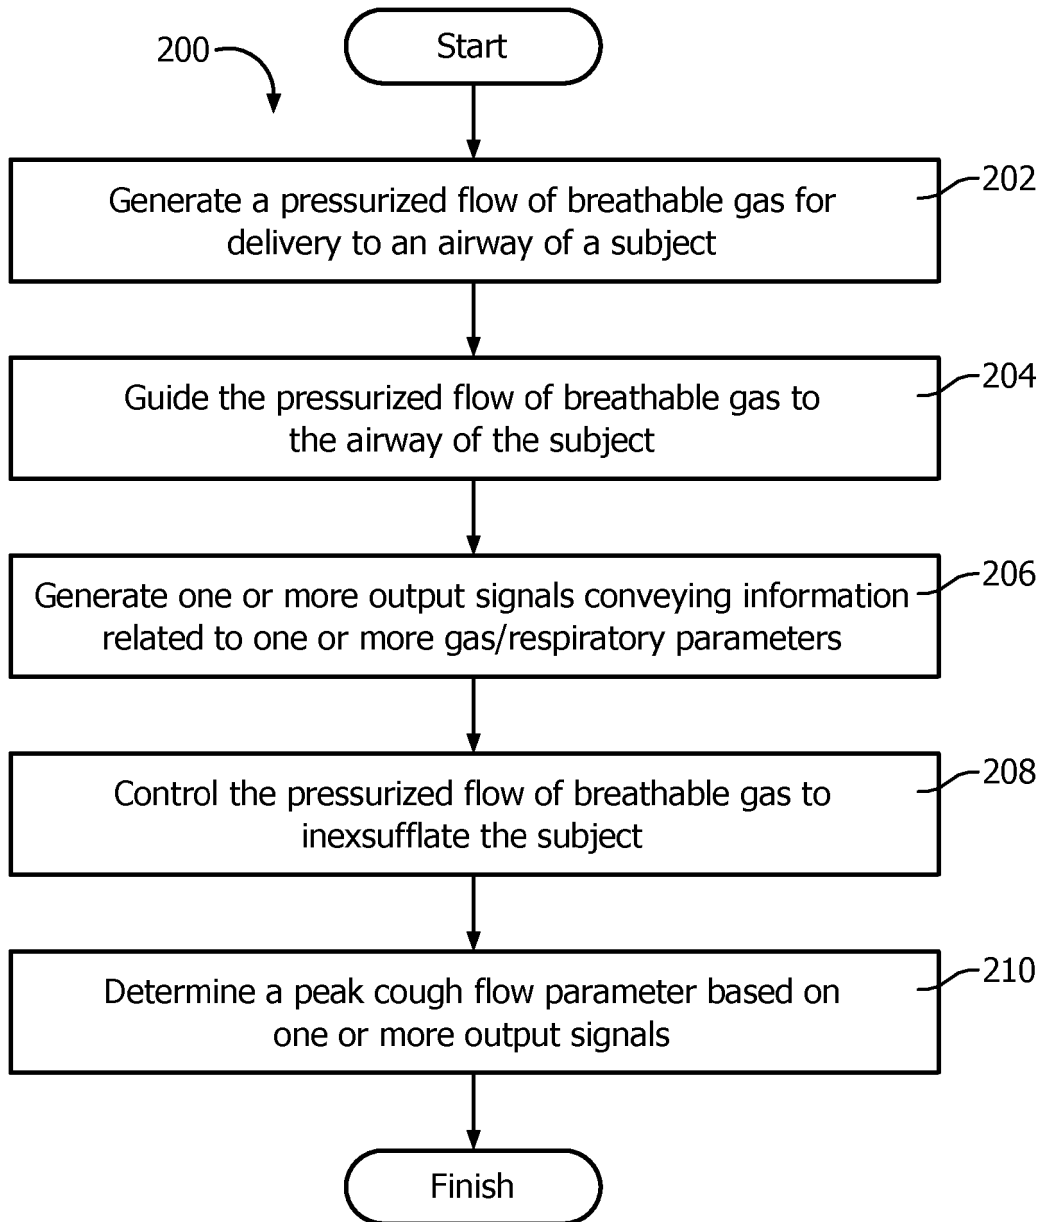 Start
200
Generate a pressurized flow of breathable gas for
delivery to an airway of a subject
202
Guide the pressurized flow of breathable gas to
the airway of the subject
204
Generate one or more output signals conveying information
related to one or more gas/respiratory parameters
206
Control the pressurized flow of breathable gas to
inexsufflate the subject
208
Determine a peak cough flow parameter based on
one or more output signals
210
Finish